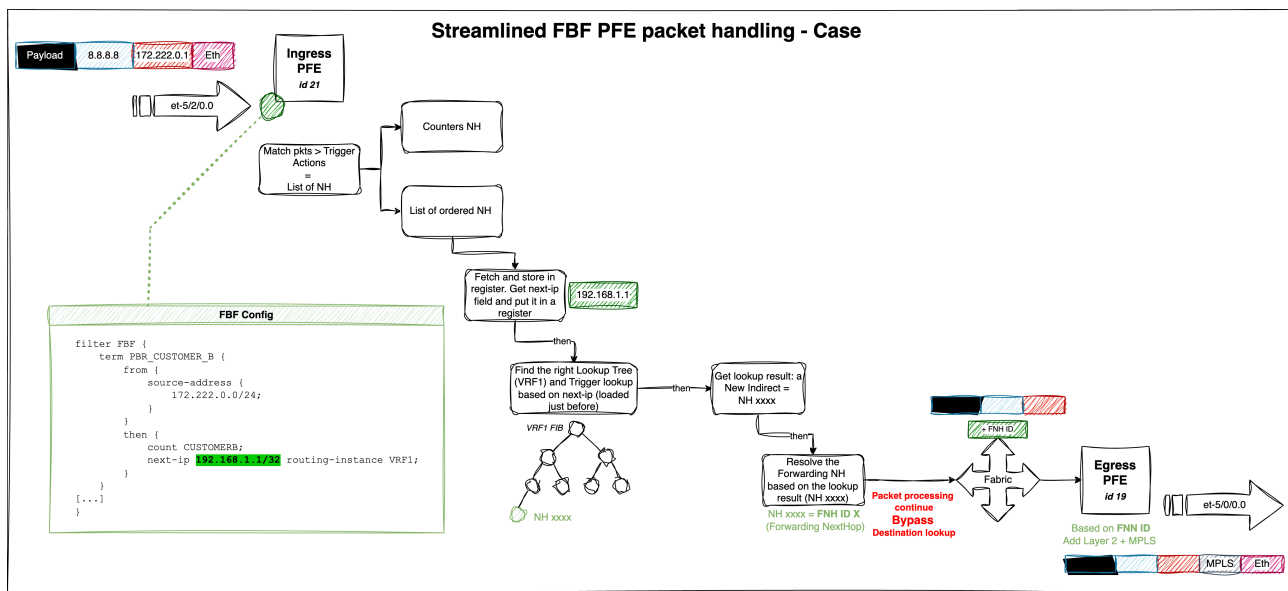 Streamlined FBF PFE packet handling - Case
Payload
8.8.8.8
172.222.0.1
Eth
Ingress
PFE
id 21
et-5/2/0.0
Match pkts > Trigger
Actions
=
List of NH
Counters NH
List of ordered NH
Fetch and store in
register. Get next-ip
field and put it in a
register
192.168.1.1
then
Find the right Lookup Tree
(VRF1) and Trigger lookup
based on next-ip (loaded
just before)
then
Get lookup result: a
New Indirect =
NH xxxx
then
VRF1 FIB
NH xxxx
Resolve the
Forwarding NH
based on the lookup
result (NH xxxx)
NH xxxx = FNH ID X
(Forwarding NextHop)
Packet processing
continue
Bypass
Destination lookup
+ FNH ID
Fabric
Egress
PFE
id 19
et-5/0/0.0
Based on FNN ID
Add Layer 2 + MPLS
MPLS
Eth
FBF Config
filter FBF {
term PBR_CUSTOMER_B {
from {
source-address {
172.222.0.0/24;
}
}
then {
count CUSTOMERB;
next-ip 192.168.1.1/32 routing-instance VRF1;
}
}
[...]
}